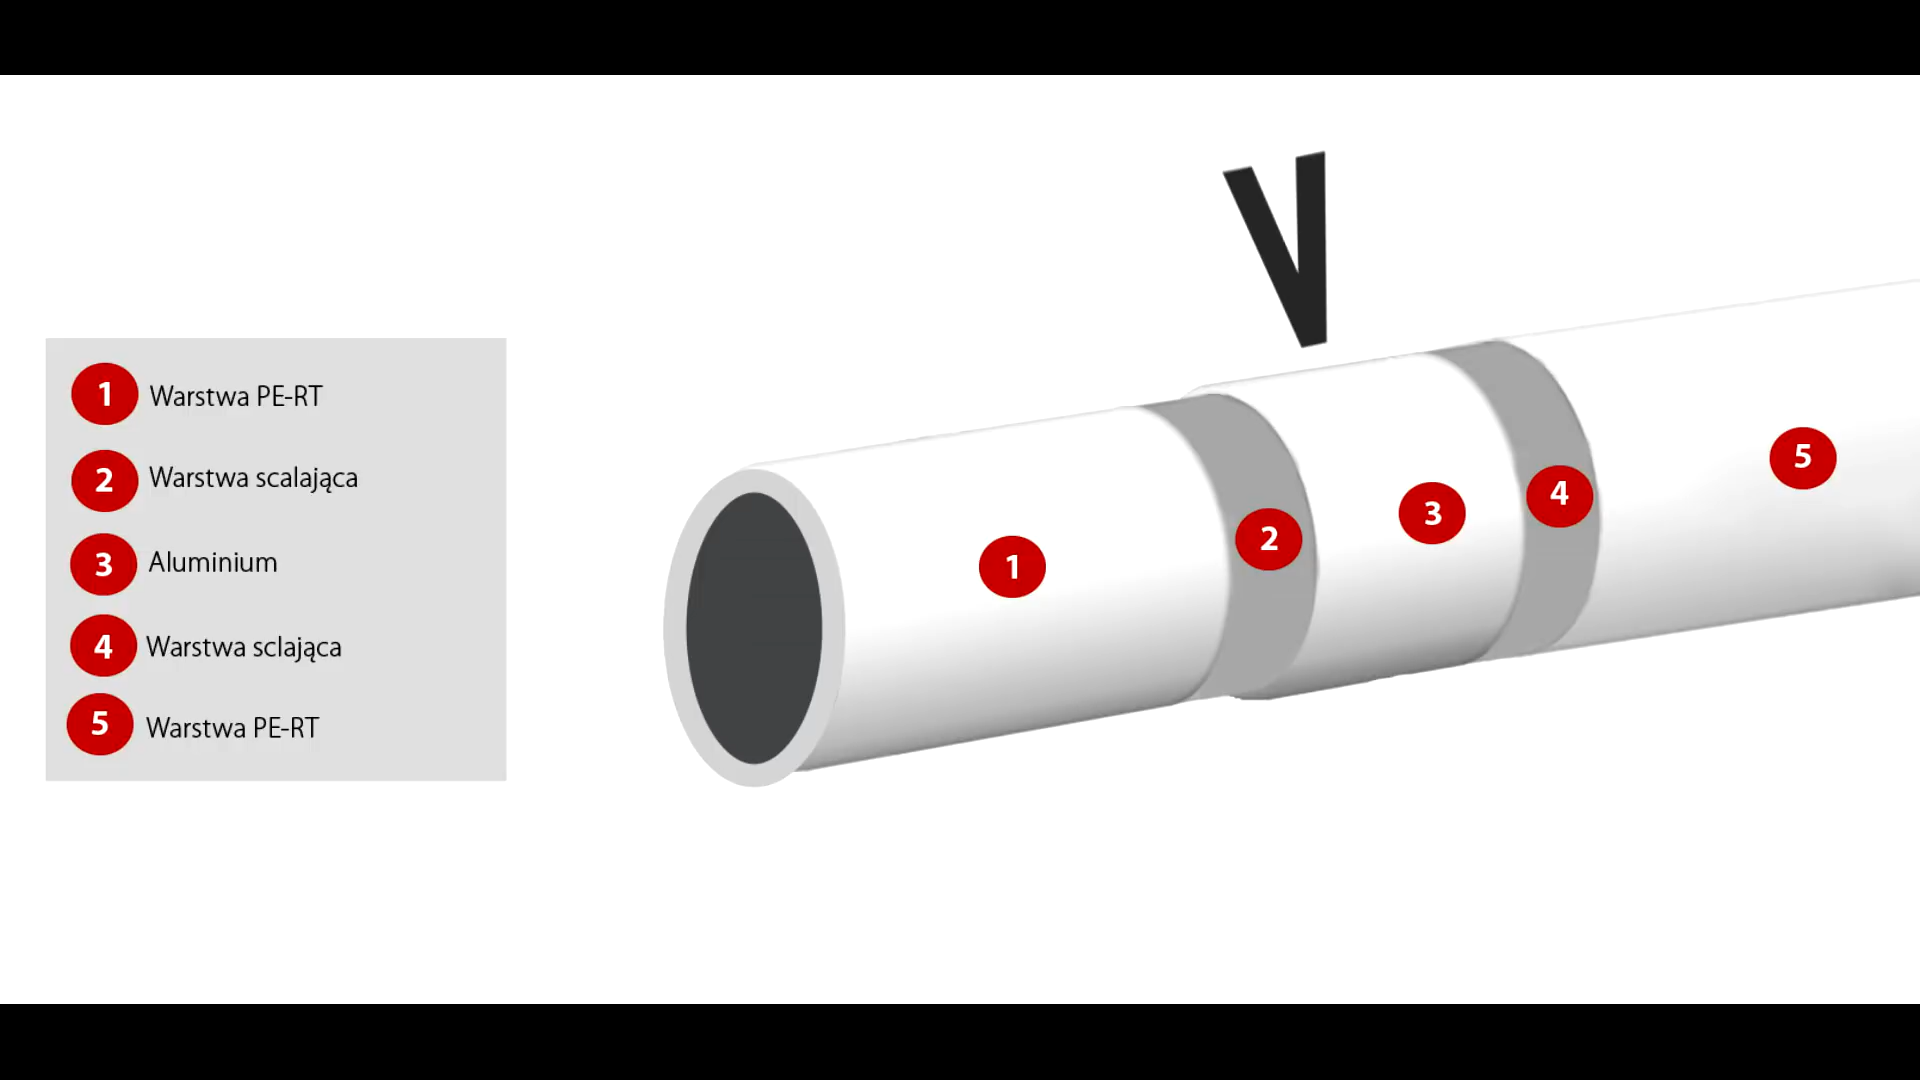 V
1 Warstwa PE-RT
2 Warstwa scalająca
3 Aluminium
4 Warstwa sclająca
5 Warstwa PE-RT
1
2
3
4
5